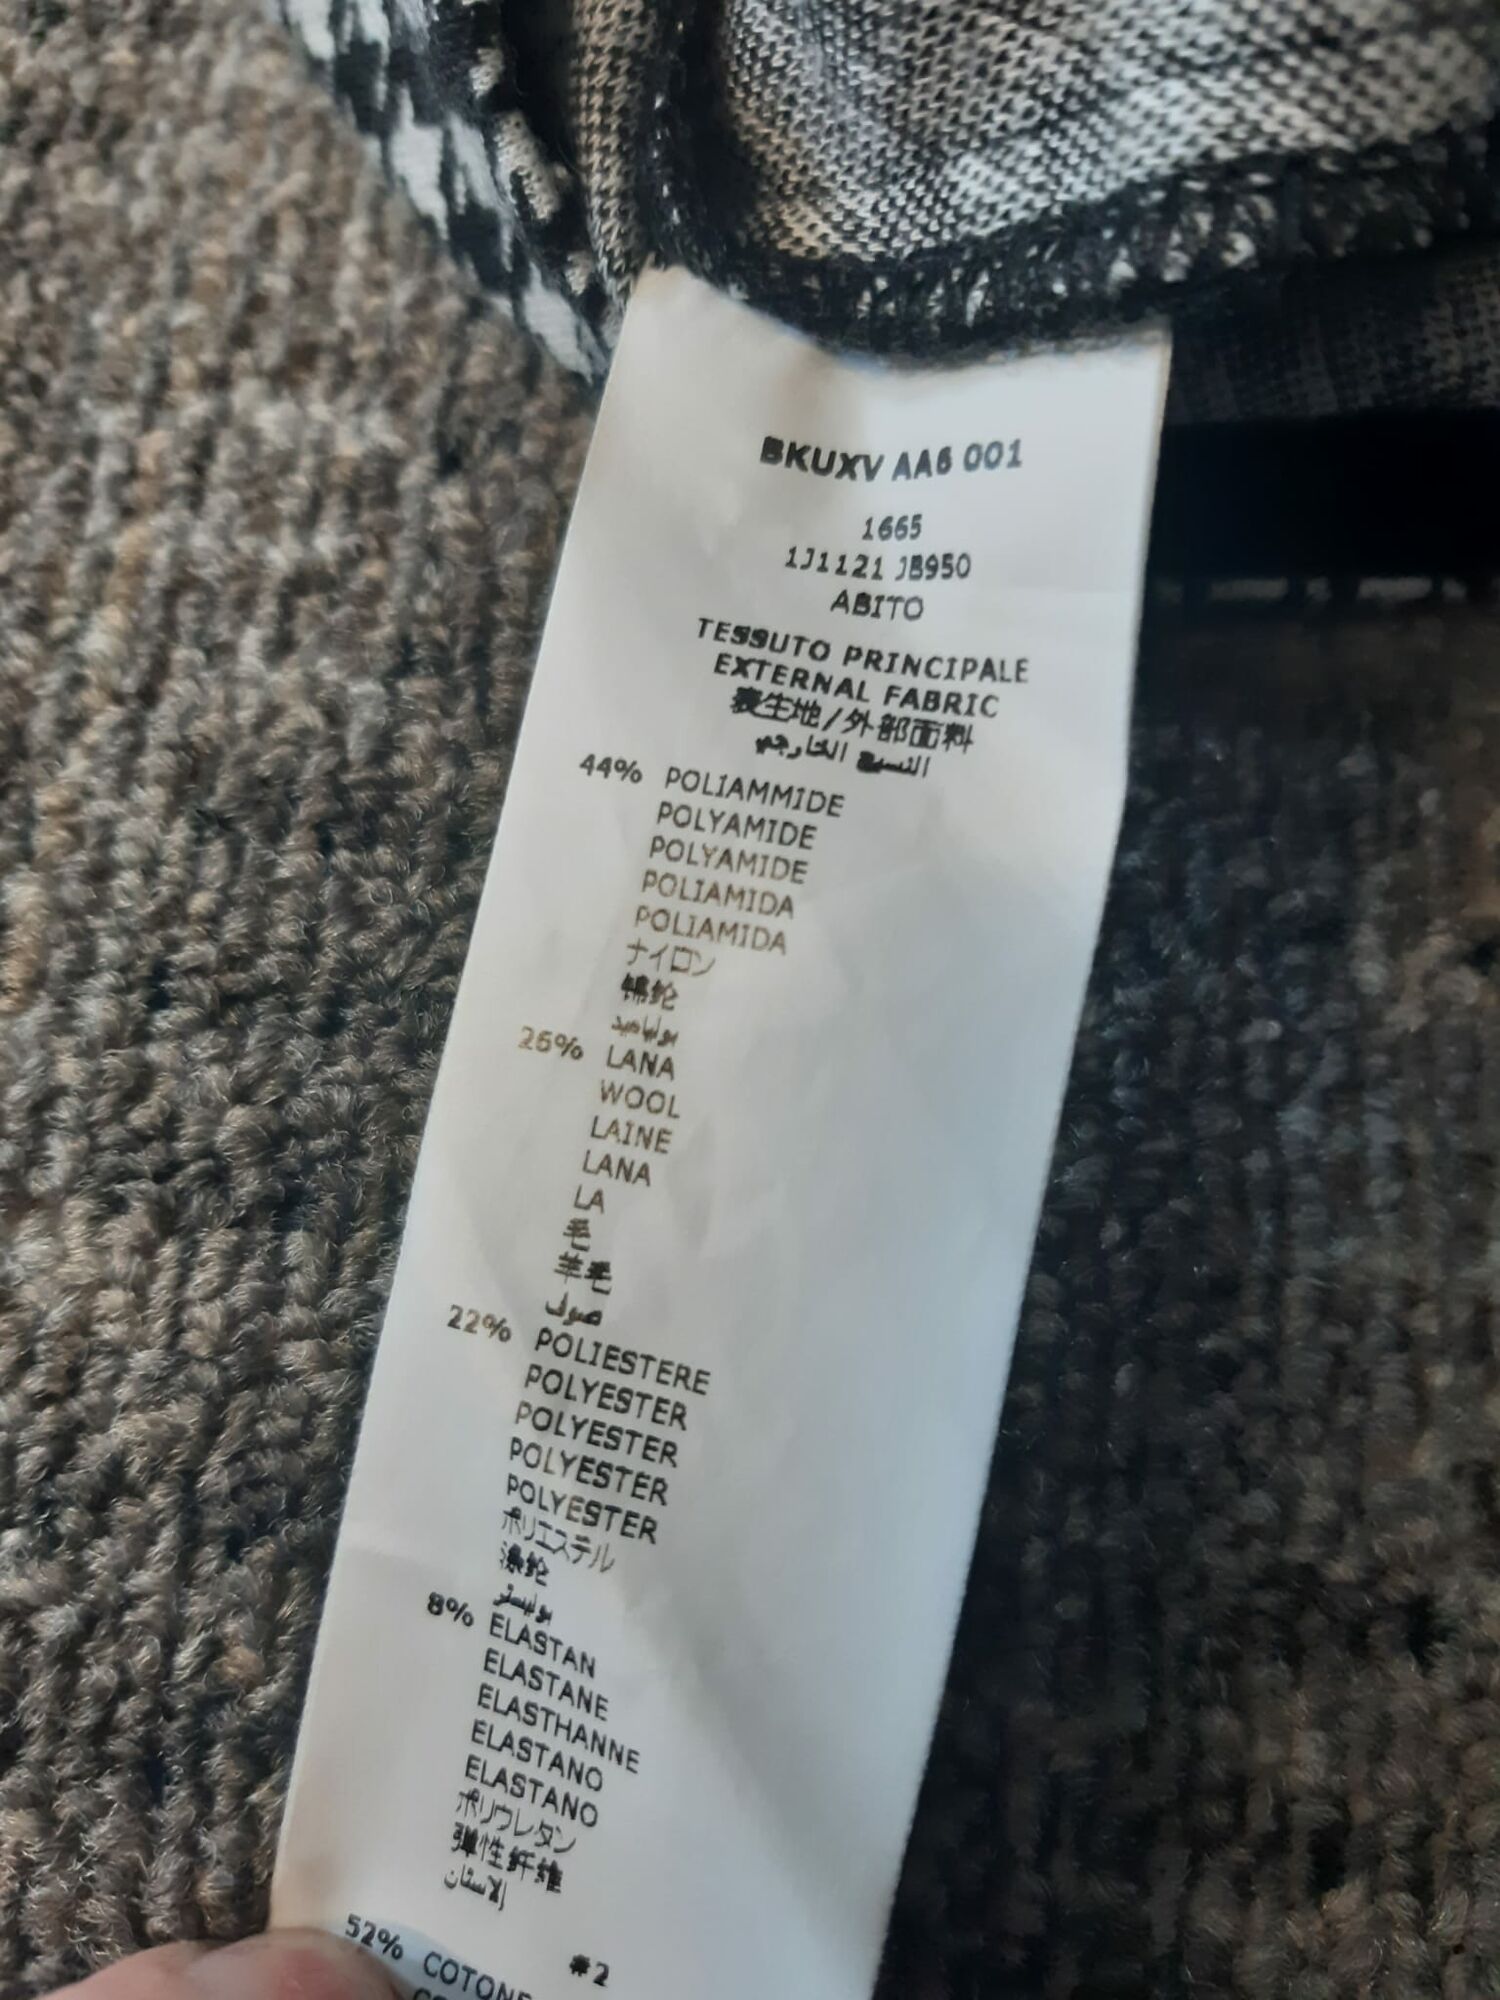 BKUXV AA6 001
1665
1J1121 JB950
ABITO
TESSUTO PRINCIPALE
EXTERNAL FABRIC
表生地/外部面料
النسيج الخارجي
44% POLIAMMIDE
POLYAMIDE
POLYAMIDE
POLIAMIDA
POLIAMIDA
ナイロン
锦纶
بولياميد
26% LANA
WOOL
LAINE
LANA
LA
毛
羊毛
صوف
22% POLIESTERE
POLYESTER
POLYESTER
POLYESTER
POLYESTER
ポリエステル
涤纶
بوليستر
8% ELASTAN
ELASTANE
ELASTHANNE
ELASTANO
ELASTANO
ポリウレタン
弹性纤维
الاستان
#2
52% COTONE